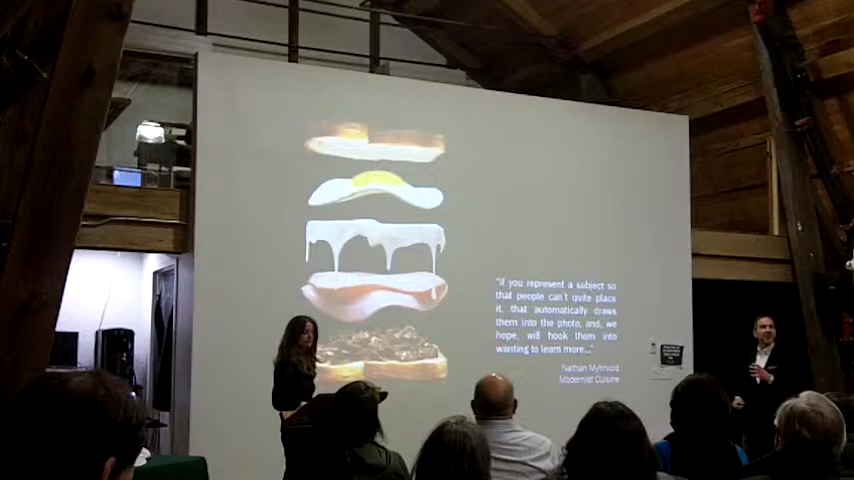 "If you represent a subject so
that people can't quite place
it, that automatically draws
them into the photo, and, we
hope, will hook them into
wanting to learn more..."
Nathan Myhrvold
Modernist Cuisine